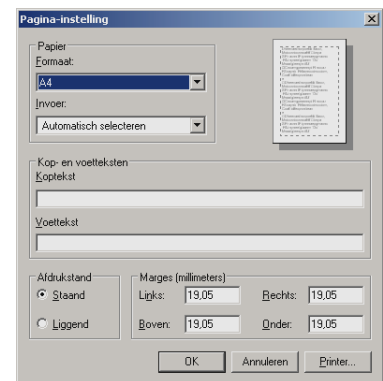 Pagina-instelling
Papier
Formaat:
A4
Invoer:
Automatisch selecteren
Kop- en voetteksten
Koptekst
Voettekst
Afdrukstand
Staand
Liggend
Marges (millimeters)
Links: 19,05 Rechts: 19,05
Boven: 19,05 Onder: 19,05
OK Annuleren Printer...